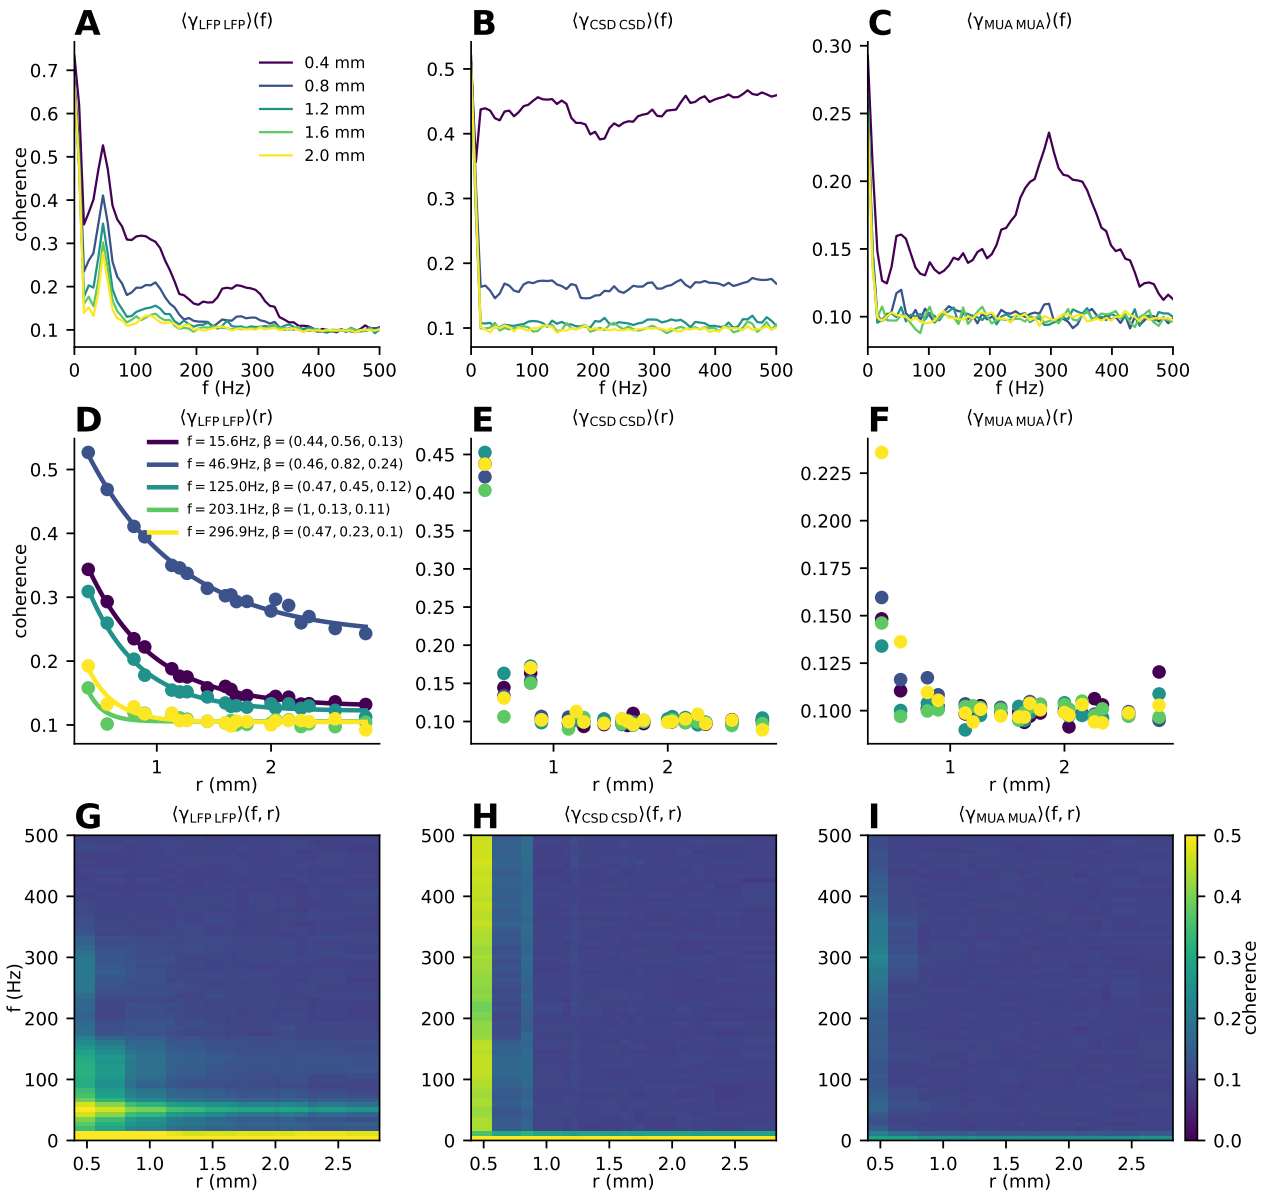 A ⟨γLFP LFP⟩(f)
B ⟨γCSD CSD⟩(f)
C ⟨γMUA MUA⟩(f)
0.7
0.6
0.5
0.4
0.3
0.2
0.1
coherence
0.4 mm
0.8 mm
1.2 mm
1.6 mm
2.0 mm
0 100 200 300 400 500
f (Hz)
0.5
0.4
0.3
0.2
0.1
0 100 200 300 400 500
f (Hz)
0.30
0.25
0.20
0.15
0.10
0 100 200 300 400 500
f (Hz)
D ⟨γLFP LFP⟩(r)
E ⟨γCSD CSD⟩(r)
F ⟨γMUA MUA⟩(r)
f = 15.6Hz, β = (0.44, 0.56, 0.13)
f = 46.9Hz, β = (0.46, 0.82, 0.24)
f = 125.0Hz, β = (0.47, 0.45, 0.12)
f = 203.1Hz, β = (1, 0.13, 0.11)
f = 296.9Hz, β = (0.47, 0.23, 0.1)
0.5
0.4
0.3
0.2
0.1
coherence
1 2
r (mm)
0.45
0.40
0.35
0.30
0.25
0.20
0.15
0.10
1 2
r (mm)
0.225
0.200
0.175
0.150
0.125
0.100
1 2
r (mm)
G ⟨γLFP LFP⟩(f, r)
H ⟨γCSD CSD⟩(f, r)
I ⟨γMUA MUA⟩(f, r)
500
400
300
200
100
0
f (Hz)
0.5 1.0 1.5 2.0 2.5
r (mm)
500
400
300
200
100
0
0.5 1.0 1.5 2.0 2.5
r (mm)
500
400
300
200
100
0
0.5 1.0 1.5 2.0 2.5
r (mm)
0.5
0.4
0.3
0.2
0.1
0.0
coherence